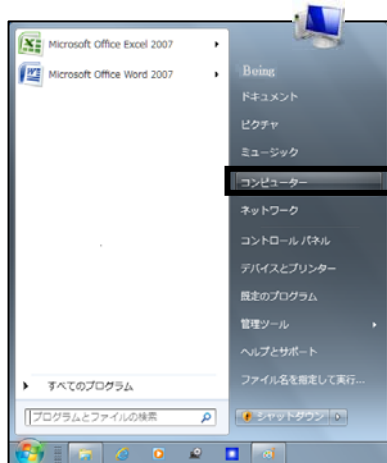 Microsoft Office Excel 2007
Microsoft Office Word 2007
すべてのプログラム
プログラムとファイルの検索
Being
ドキュメント
ピクチャ
ミュージック
コンピューター
ネットワーク
コントロール パネル
デバイスとプリンター
既定のプログラム
管理ツール
ヘルプとサポート
ファイル名を指定して実行...
シャットダウン